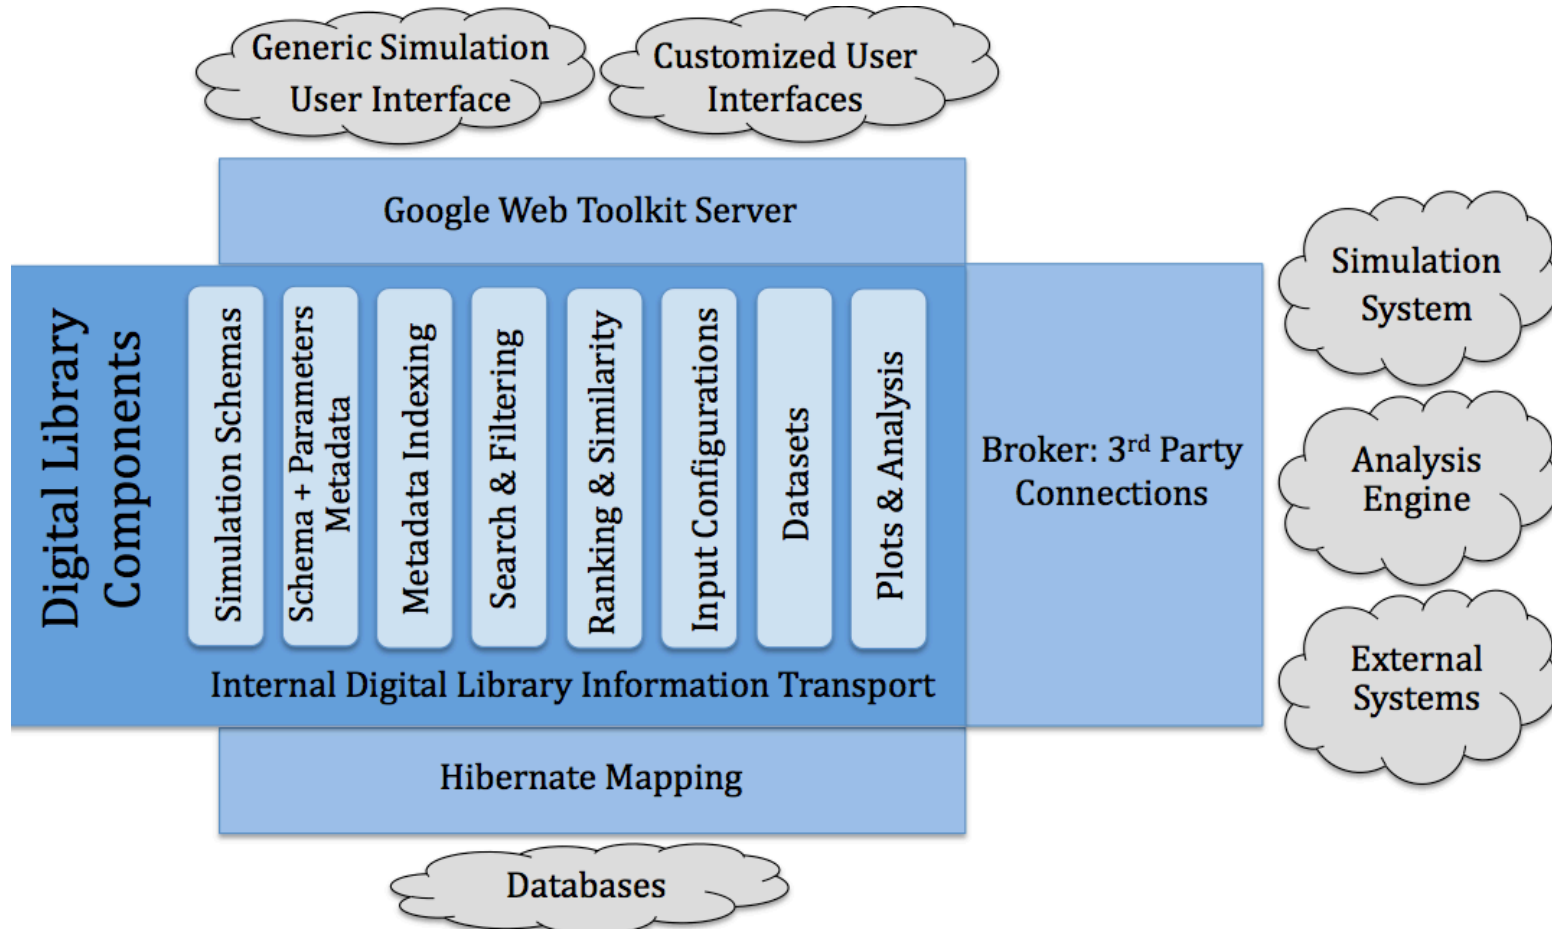 Generic Simulation
User Interface
Customized User
Interfaces
Google Web Toolkit Server
Digital Library
Components
Simulation Schemas
Schema + Parameters
Metadata
Metadata Indexing
Search & Filtering
Ranking & Similarity
Input Configurations
Datasets
Plots & Analysis
Internal Digital Library Information Transport
Broker: 3rd Party
Connections
Simulation
System
Analysis
Engine
External
Systems
Hibernate Mapping
Databases